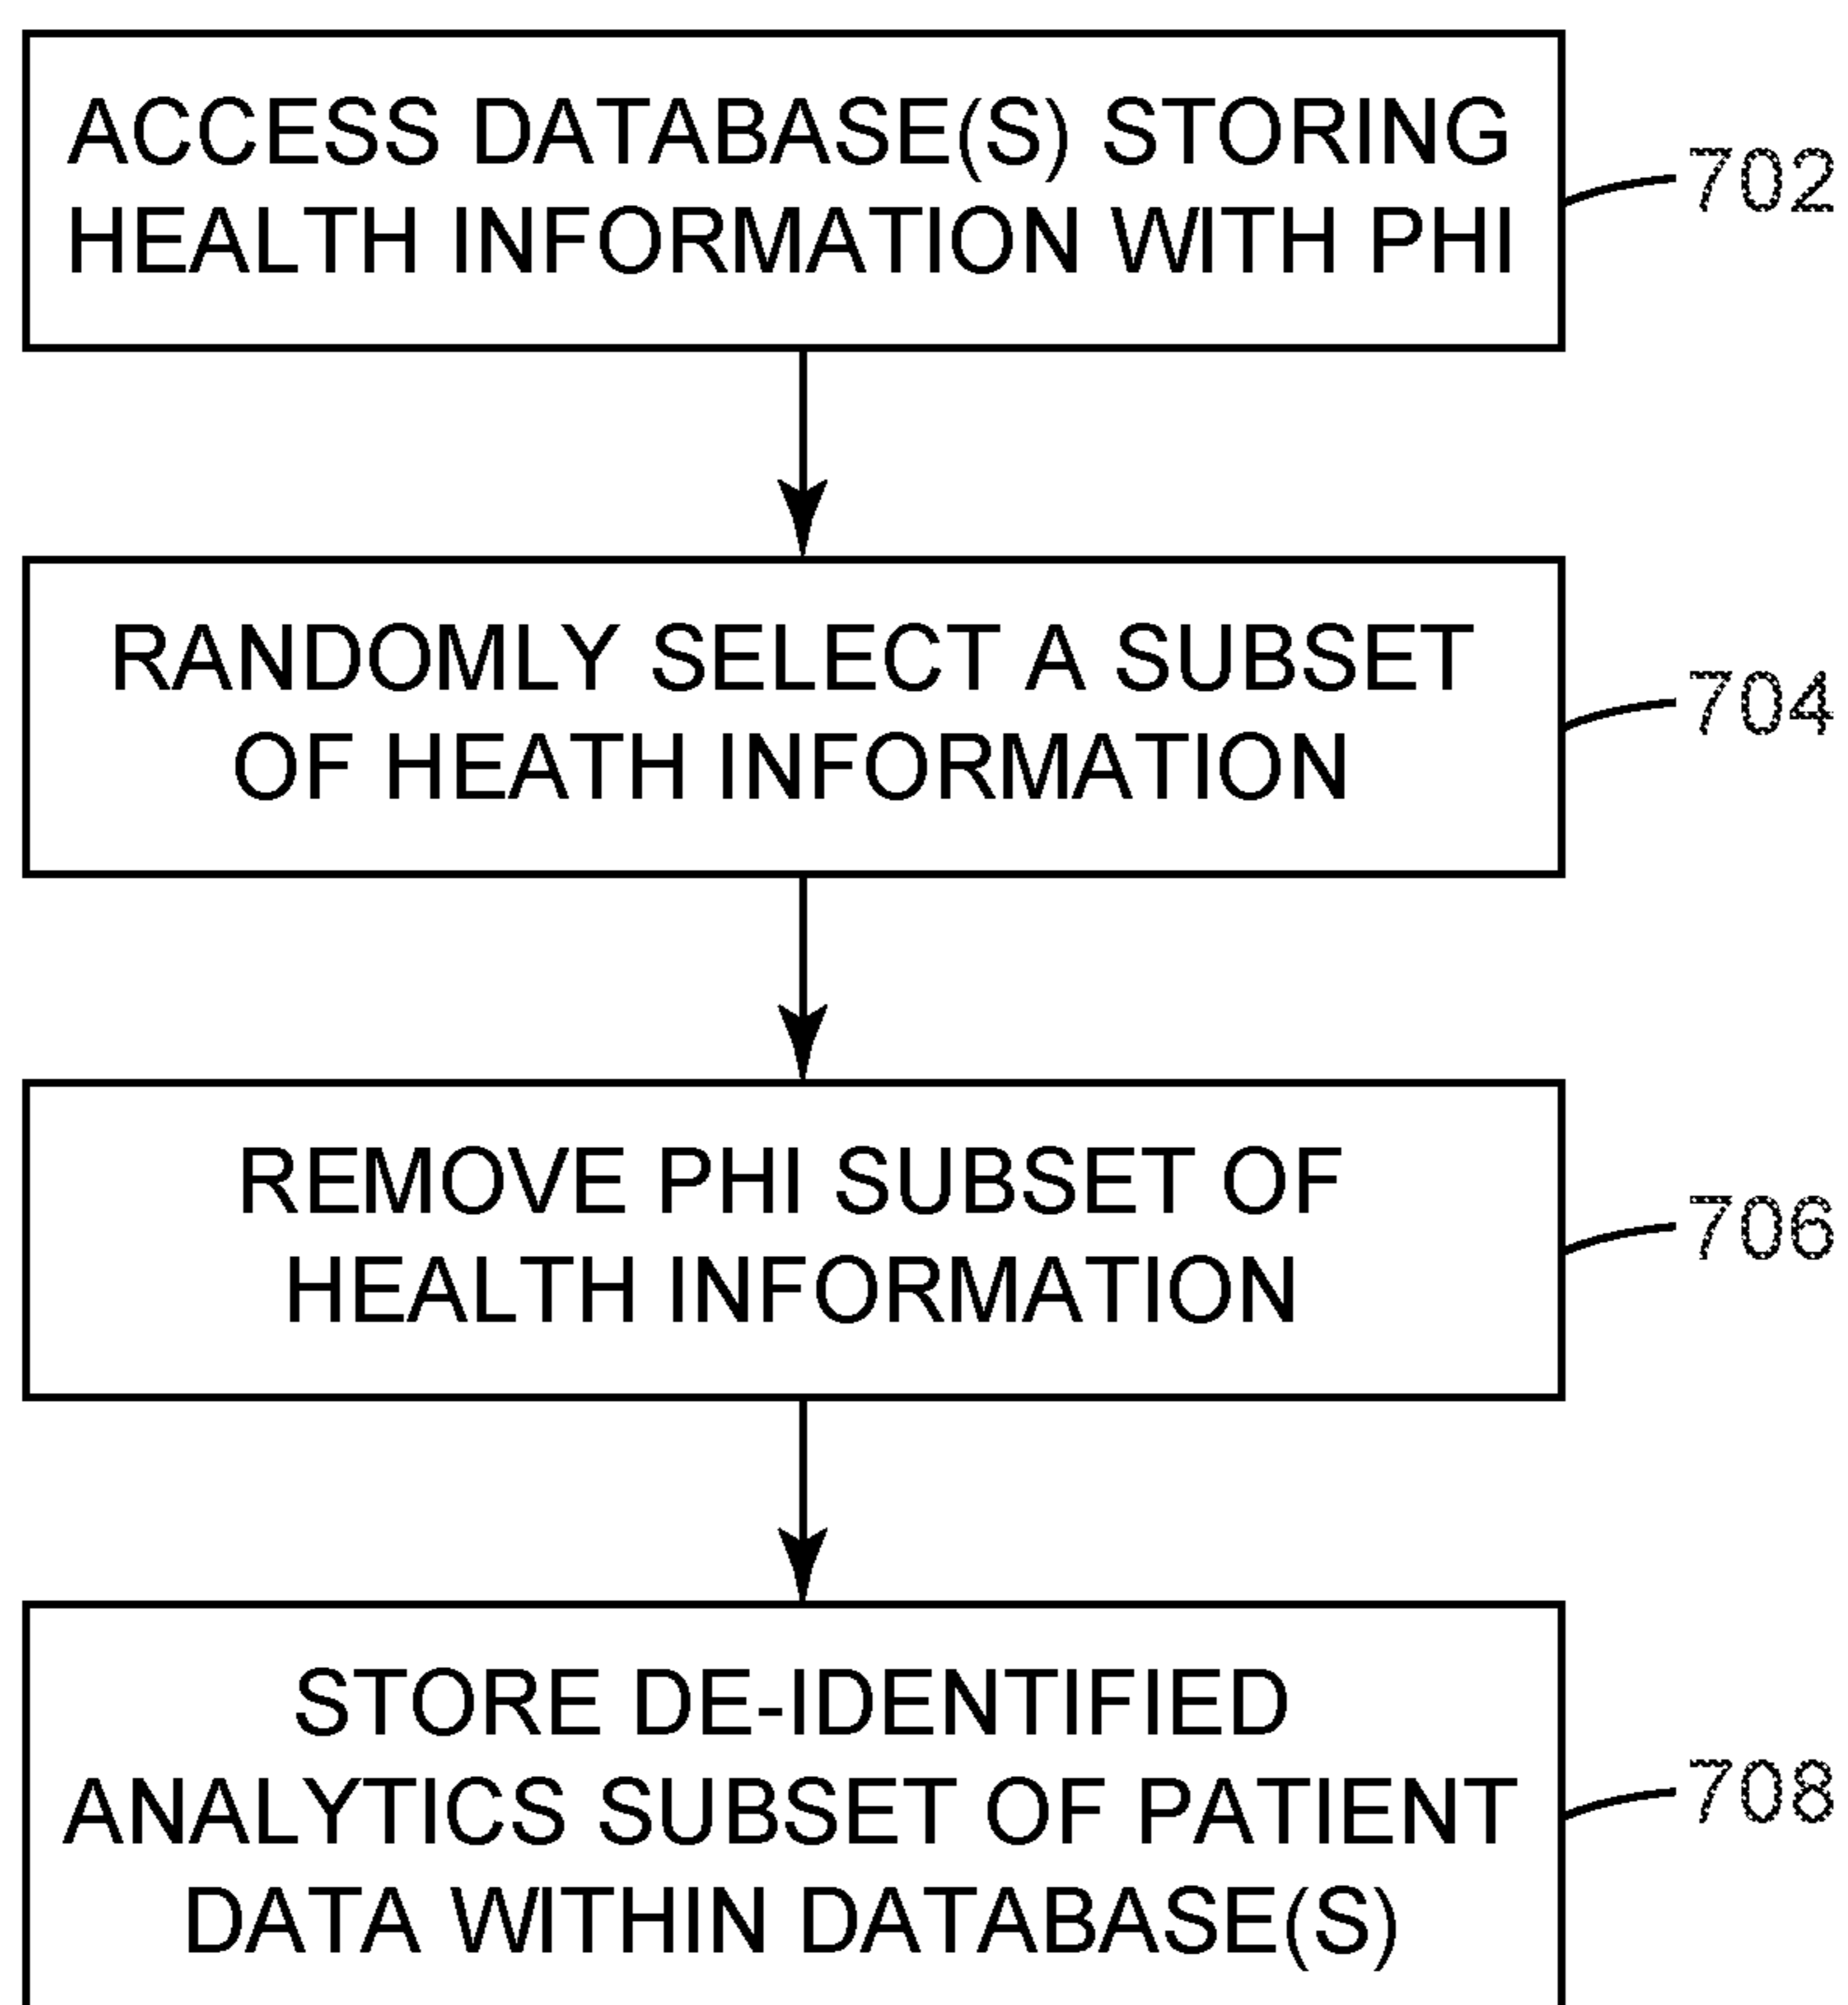 ACCESS DATABASE(S) STORING
HEALTH INFORMATION WITH PHI
702
RANDOMLY SELECT A SUBSET
OF HEATH INFORMATION
704
REMOVE PHI SUBSET OF
HEALTH INFORMATION
706
STORE DE-IDENTIFIED
ANALYTICS SUBSET OF PATIENT
DATA WITHIN DATABASE(S)
708